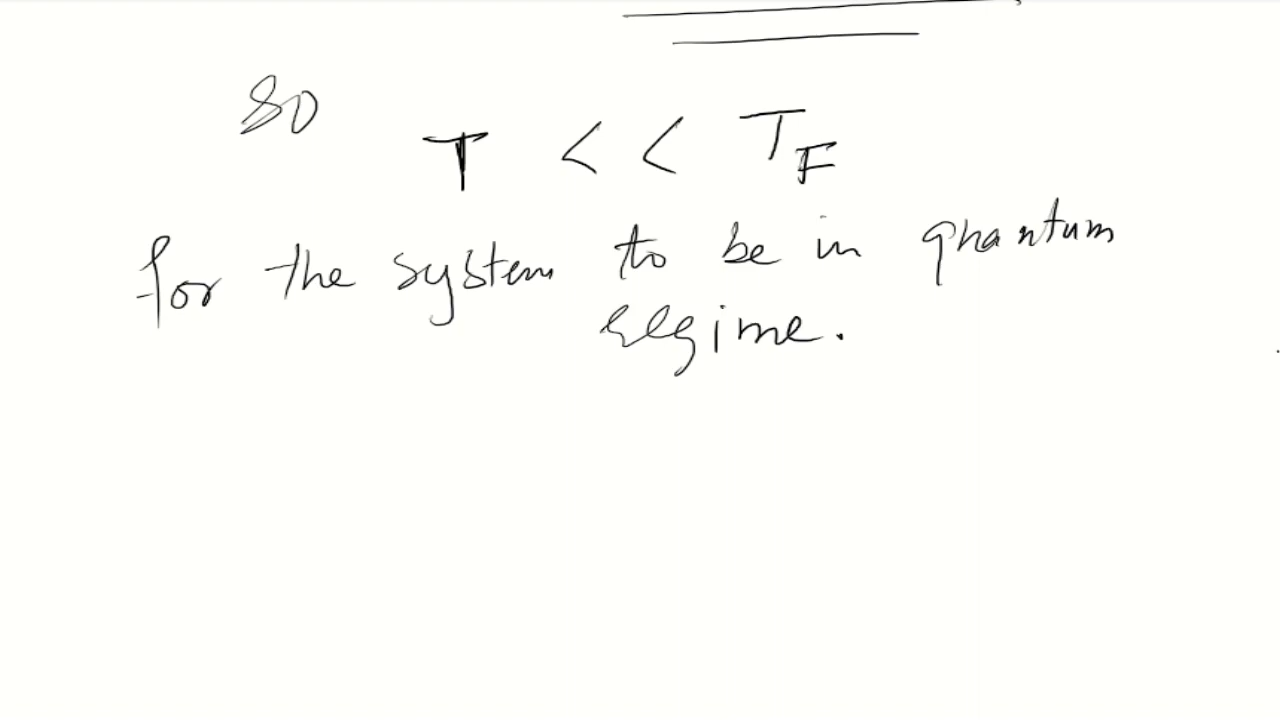 So
T << T_F
for the system to be in quantum
regime.